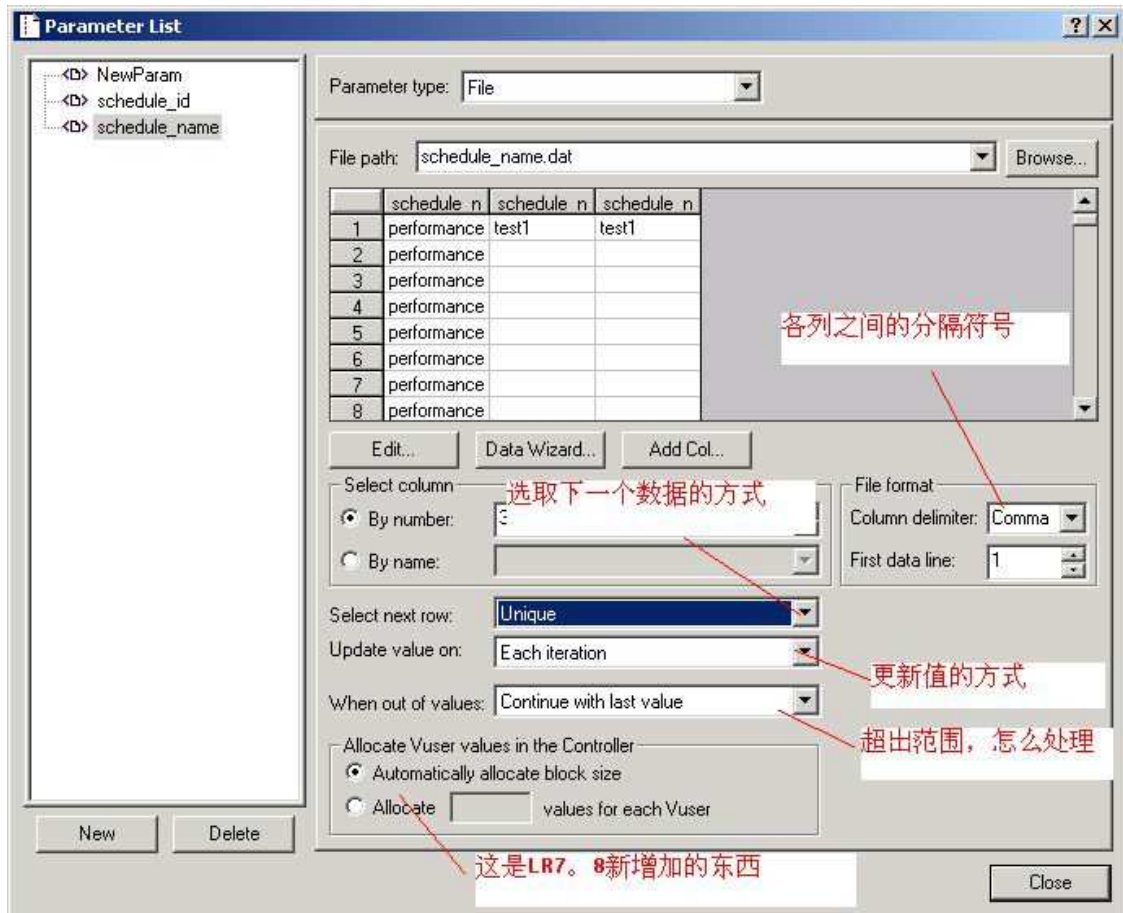 Parameter List
NewParam
schedule_id
schedule_name
New
Delete
Parameter type:
File
File path:
schedule_name.dat
Browse...
schedule_n schedule_n schedule_n
1 performance test1 test1
2 performance
3 performance
4 performance
5 performance
6 performance
7 performance
8 performance
各列之间的分隔符号
Edit...
Data Wizard...
Add Col...
Select column
选取下一个数据的方式
By number:
3
By name:
File format
Column delimiter: Comma
First data line: 1
Select next row: Unique
Update value on: Each iteration
更新值的方式
When out of values: Continue with last value
超出范围，怎么处理
Allocate Vuser values in the Controller
Automatically allocate block size
Allocate values for each Vuser
这是LR7。8新增加的东西
Close